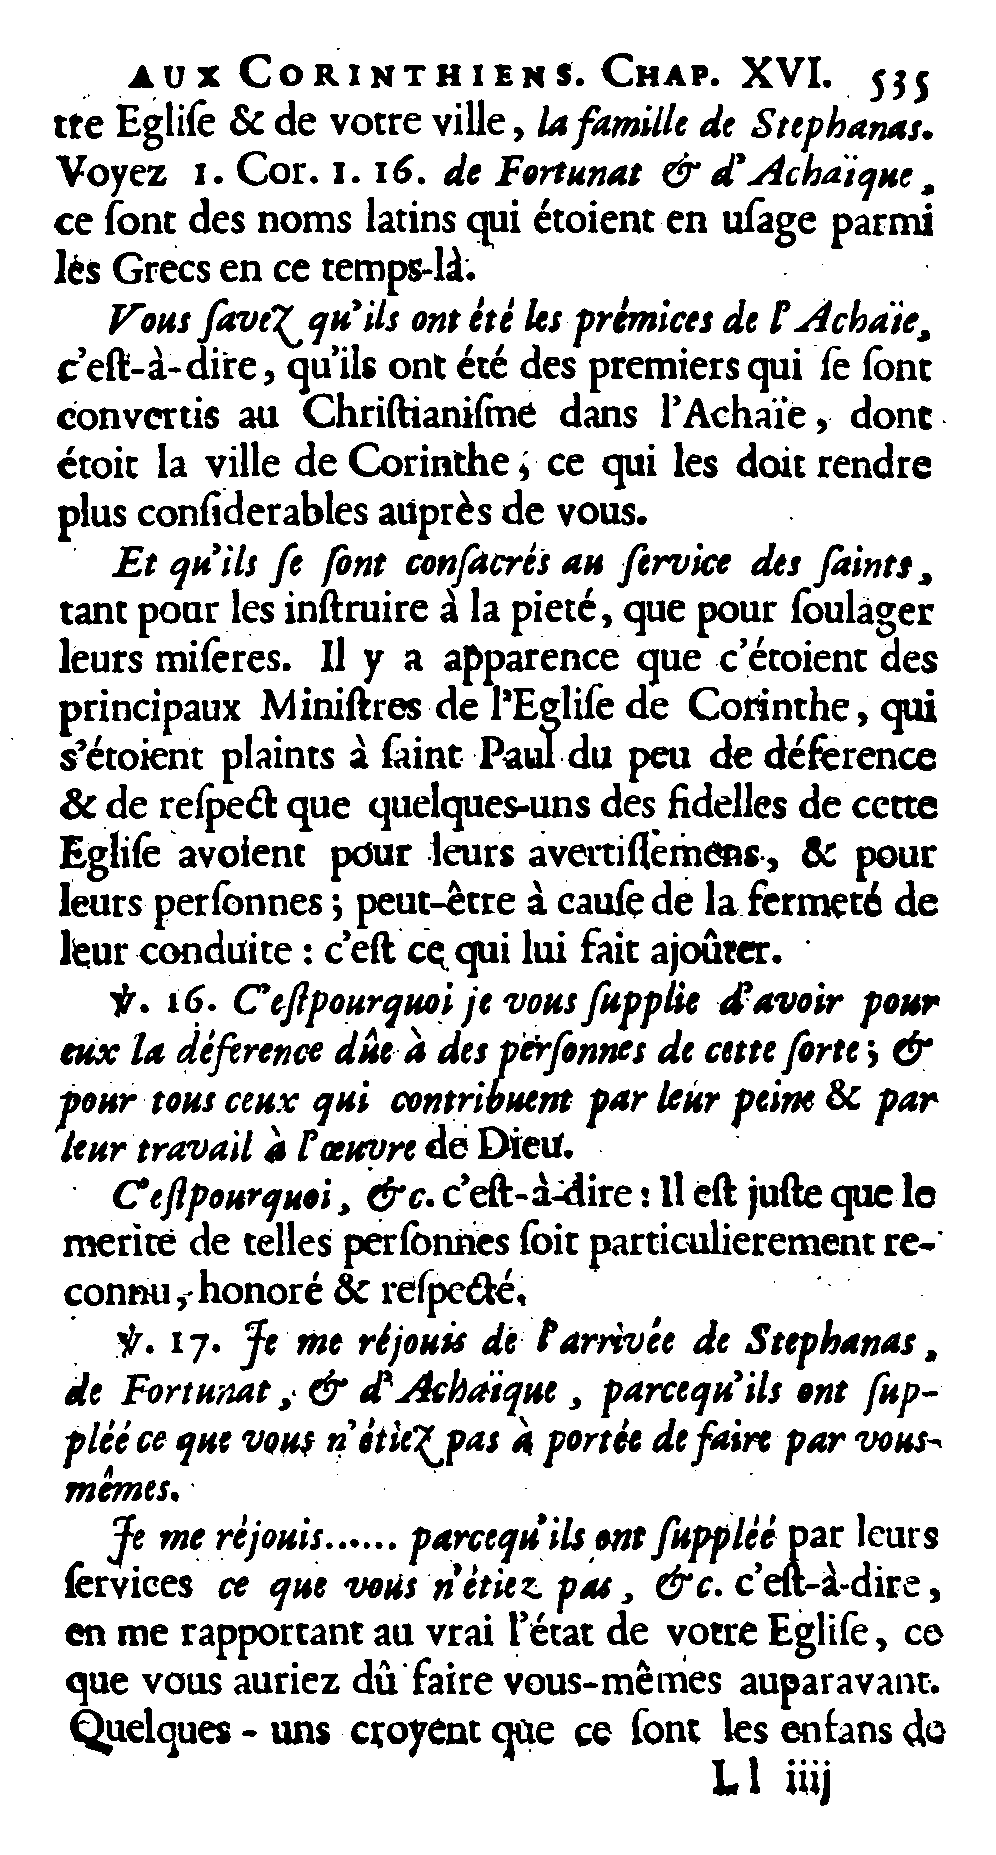 AUX CORINTHIENS. CHAP. XVI. 535
tre Egliſe & de votre ville, la famille de Stephanas.
Voyez 1. Cor. 1. 16. de Fortunat & d'Achaïque,
ce ſont des noms latins qui étoient en uſage parmi
les Grecs en ce temps-là.
Vous ſavez qu'ils ont été les prémices de l'Achaïe,
c'eſt-à-dire, qu'ils ont été des premiers qui ſe ſont
convertis au Chriſtianiſme dans l'Achaïe, dont
étoit la ville de Corinthe, ce qui les doit rendre
plus conſiderables auprès de vous.
Et qu'ils ſe ſont conſacrés au ſervice des ſaints,
tant pour les inſtruire à la pieté, que pour ſoulager
leurs miſeres. Il y a apparence que c'étoient des
principaux Miniſtres de l'Egliſe de Corinthe, qui
s'étoient plaints à ſaint Paul du peu de déference
& de reſpect que quelques-uns des fidelles de cette
Egliſe avoient pour leurs avertiſſemens, & pour
leurs perſonnes ; peut-être à cauſe de la fermeté de
leur conduite : c'eſt ce qui lui fait ajoûter.
℣. 16. C'eſtpourquoi je vous ſupplie d'avoir pour
eux la déference dûe à des perſonnes de cette ſorte ; &
pour tous ceux qui contribuent par leur peine & par
leur travail à l'œuvre de Dieu.
C'eſtpourquoi, &c. c'eſt-à-dire : Il eſt juſte que le
merite de telles perſonnes ſoit particulierement re-
connu, honoré & reſpecté.
℣. 17. Je me réjouis de l'arrivée de Stephanas,
de Fortunat, & d'Achaïque, parcequ'ils ont ſup-
pléé ce que vous n'étiez pas à portée de faire par vous-
mêmes.
Je me réjouis...... parcequ'ils ont ſuppléé par leurs
ſervices ce que vous n'étiez pas, &c. c'eſt-à-dire,
en me rapportant au vrai l'état de votre Egliſe, ce
que vous auriez dû faire vous-mêmes auparavant.
Quelques-uns croyent que ce ſont les enfans de
Ll iiij